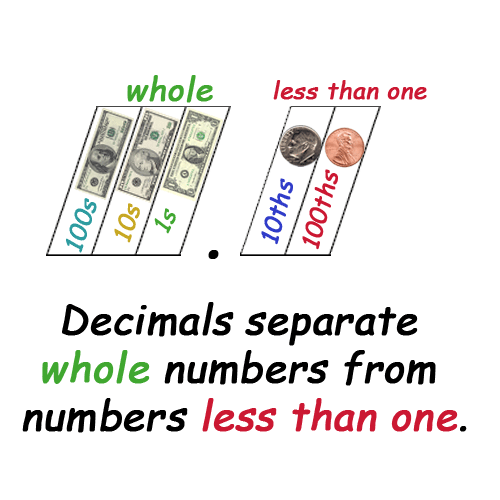 whole less than one
100s 10s 1s . 10ths 100ths
Decimals separate
whole numbers from
numbers less than one.